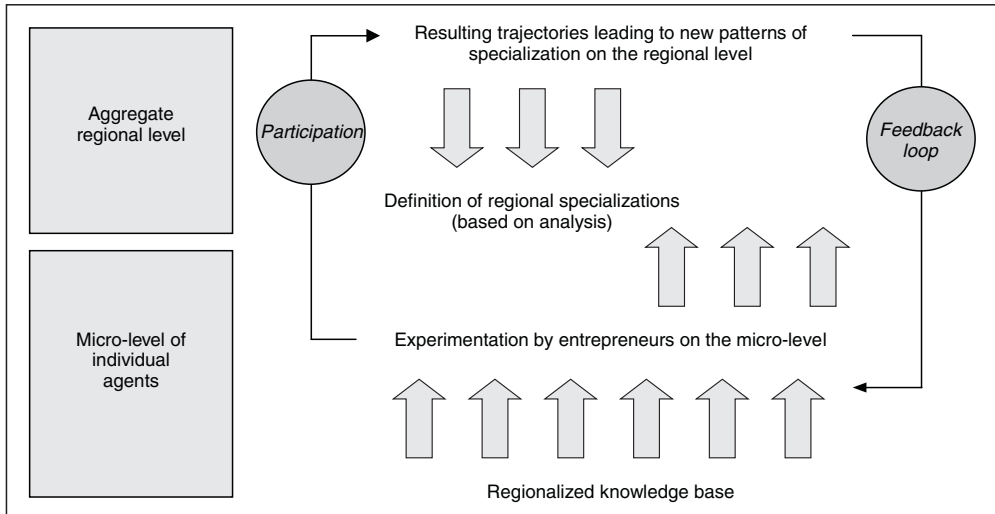 Resulting trajectories leading to new patterns of
specialization on the regional level
Aggregate
regional level
Participation
Feedback
loop
Definition of regional specializations
(based on analysis)
Micro-level of
individual
agents
Experimentation by entrepreneurs on the micro-level
Regionalized knowledge base